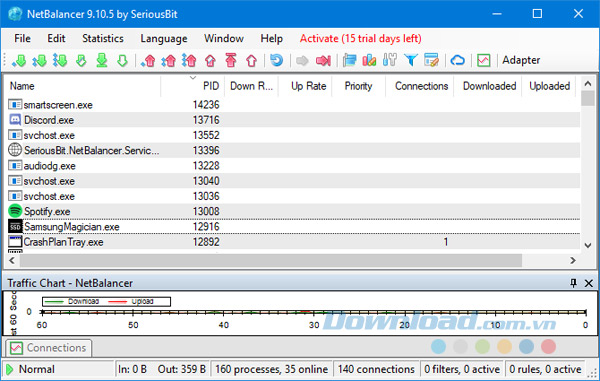 NetBalancer 9.10.5 by SeriousBit
File Edit Statistics Language Window Help Activate (15 trial days left)
Adapter
Name PID Down R... Up Rate Priority Connections Downloaded Uploaded
smartscreen.exe 14236
Discord.exe 13716
svchost.exe 13552
SeriousBit.NetBalancer.Servic... 13396
audiodg.exe 13228
svchost.exe 13040
svchost.exe 13036
Spotify.exe 13008
SamsungMagician.exe 12916
CrashPlanTray.exe 12892 1
Traffic Chart - NetBalancer
Download Upload
0
60 50 40 30 20 10 0
Download.com.vn
Connections
Normal In: 0 B Out: 359 B 160 processes, 35 online 140 connections 0 filters, 0 active 0 rules, 0 active